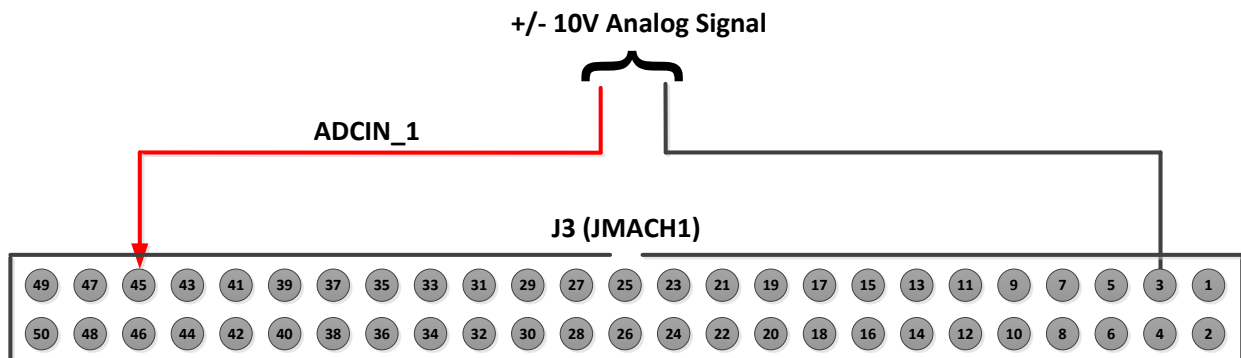 +/- 10V Analog Signal
ADCIN_1
J3 (JMACH1)
49 47 45 43 41 39 37 35 33 31 29 27 25 23 21 19 17 15 13 11 9 7 5 3 1
50 48 46 44 42 40 38 36 34 32 30 28 26 24 22 20 18 16 14 12 10 8 6 4 2